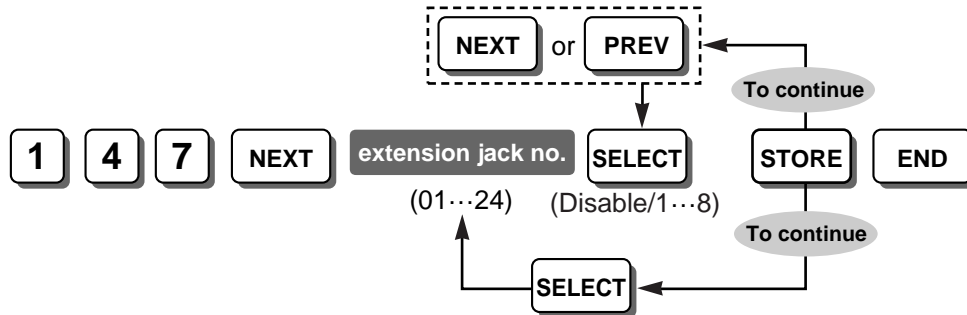 NEXT or PREV
To continue
1 4 7 NEXT extension jack no. SELECT STORE END
(01···24) (Disable/1···8)
To continue
SELECT